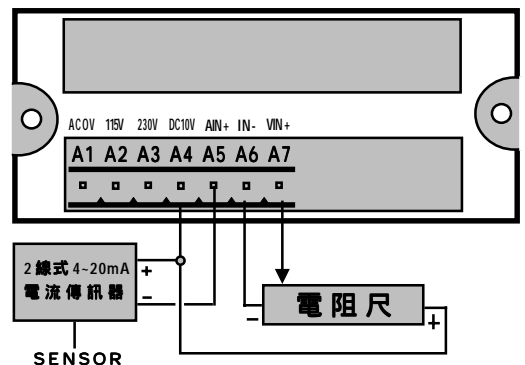 AC0V 115V 230V DC10V AIN+ IN- VIN+
A1 A2 A3 A4 A5 A6 A7
2線式4~20mA
電流傳訊器
+
−
電阻尺
−
+
SENSOR